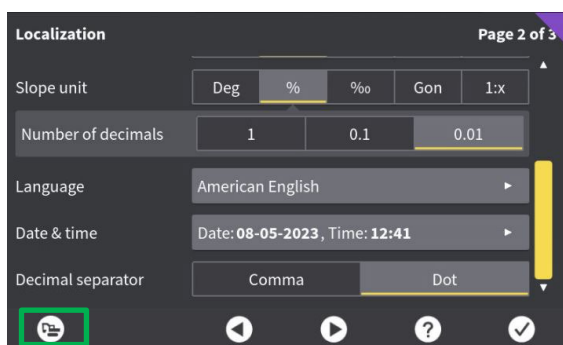 Localization Page 2 of 3
Slope unit Deg % ‰ Gon 1:x
Number of decimals 1 0.1 0.01
Language American English
Date & time Date: 08-05-2023, Time: 12:41
Decimal separator Comma Dot
?